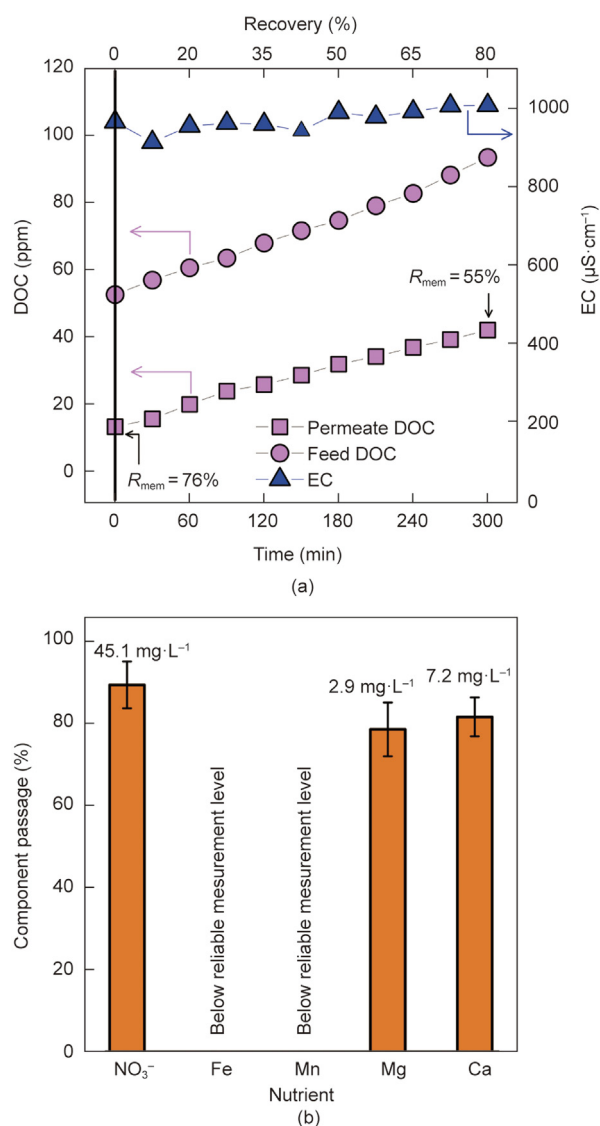 Recovery (%)
0 20 35 50 65 80
120
100
80
60
40
20
0
DOC (ppm)
1000
800
600
400
200
0
EC (µS·cm⁻¹)
Rmem = 55%
Permeate DOC
Feed DOC
EC
Rmem = 76%
0 60 120 180 240 300
Time (min)
(a)
100
80
60
40
20
0
Component passage (%)
45.1 mg·L⁻¹
Below reliable mesurement level
Below reliable mesurement level
2.9 mg·L⁻¹
7.2 mg·L⁻¹
NO₃⁻ Fe Mn Mg Ca
Nutrient
(b)